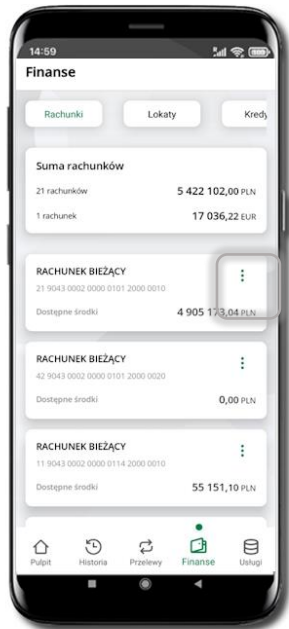 14:59
Finanse
Rachunki Lokaty Kredy
Suma rachunków
21 rachunków 5 422 102,00 PLN
1 rachunek 17 036,22 EUR
RACHUNEK BIEŻĄCY
21 9043 0002 0000 0101 2000 0010
Dostępne środki 4 905 173,04 PLN
RACHUNEK BIEŻĄCY
42 9043 0002 0000 0101 2000 0020
Dostępne środki 0,00 PLN
RACHUNEK BIEŻĄCY
11 9043 0002 0000 0114 2000 0010
Dostępne środki 55 151,10 PLN
Pulpit Historia Przelewy Finanse Usługi